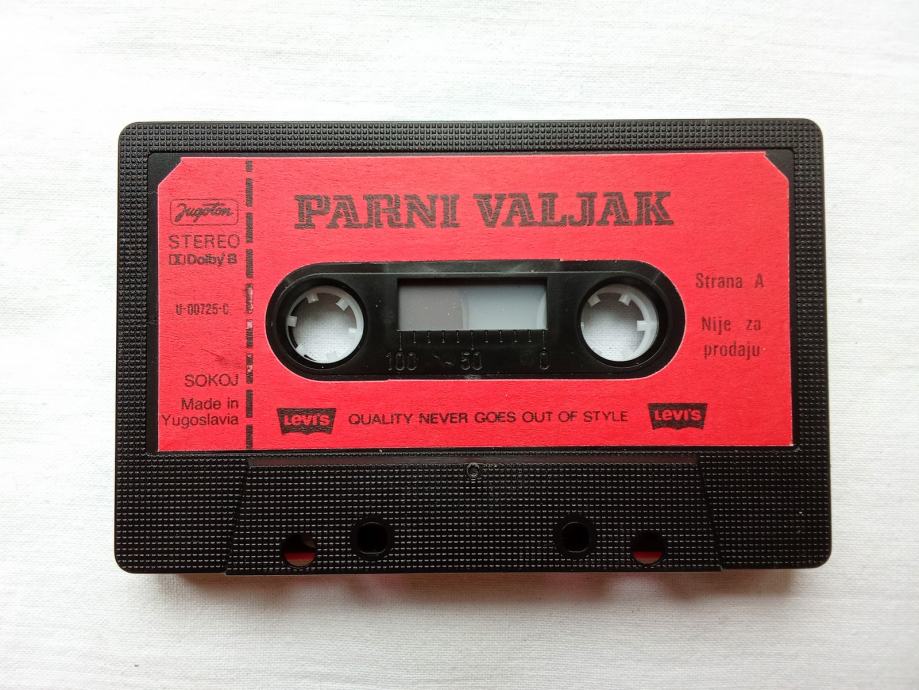 PARNI VALJAK
Jugoton
STEREO
Dolby B
U-00725-C
SOKOJ
Made in
Yugoslavia
Strana A
Nije za
prodaju
100 50 0
LEVI'S QUALITY NEVER GOES OUT OF STYLE LEVI'S